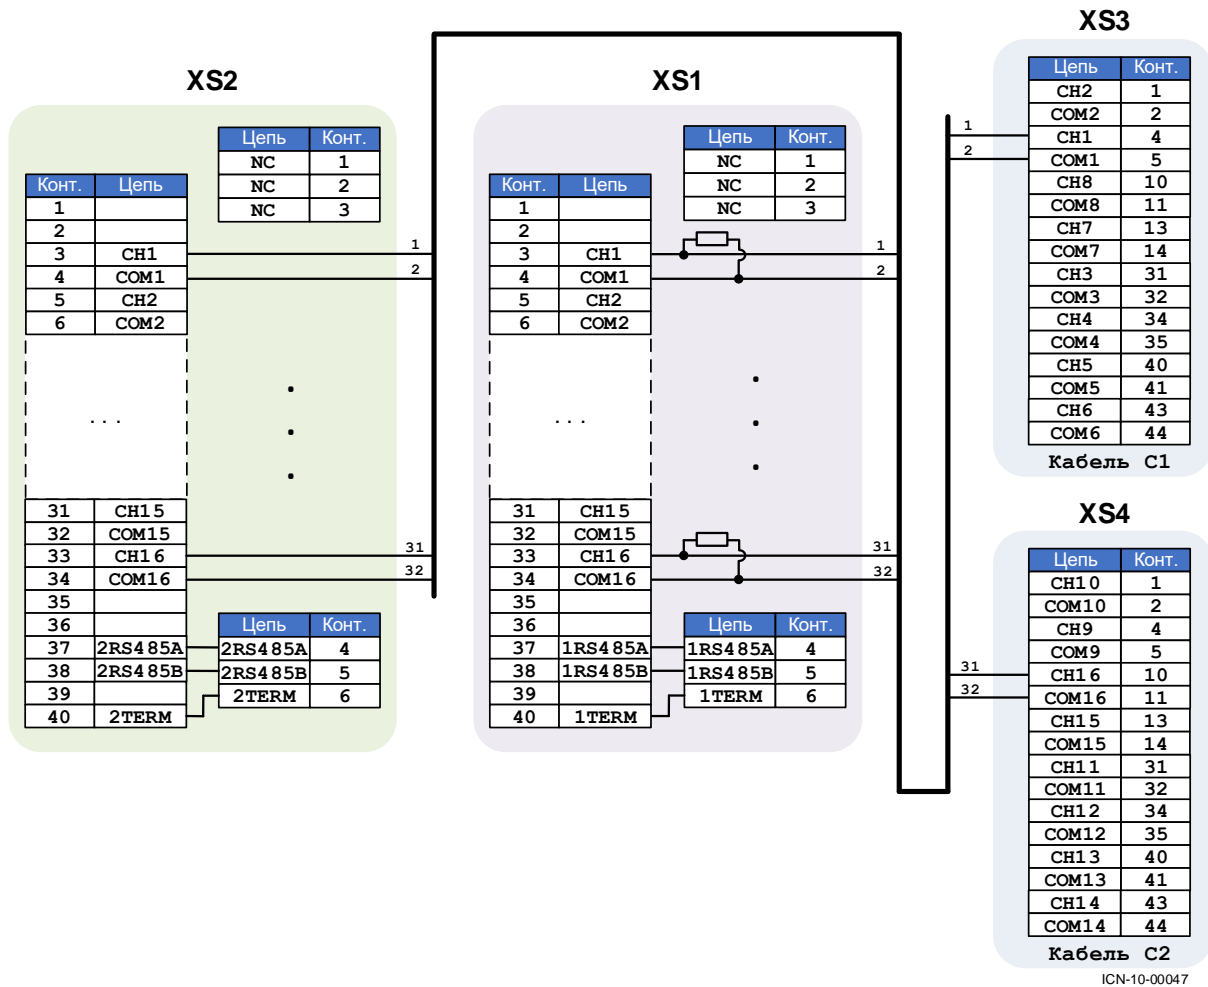 XS2
Цепь Конт.
NC 1
NC 2
NC 3
Конт. Цепь
1
2
3 CH1 1
4 COM1 2
5 CH2
6 COM2
...
31 CH15
32 COM15
33 CH16 31
34 COM16 32
35
36
37 2RS485A
38 2RS485B
39
40 2TERM
Цепь Конт.
2RS485A 4
2RS485B 5
2TERM 6
XS1
Цепь Конт.
NC 1
NC 2
NC 3
Конт. Цепь
1
2
3 CH1 1
4 COM1 2
5 CH2
6 COM2
...
31 CH15
32 COM15
33 CH16 31
34 COM16 32
35
36
37 1RS485A
38 1RS485B
39
40 1TERM
Цепь Конт.
1RS485A 4
1RS485B 5
1TERM 6
XS3
Цепь Конт.
CH2 1
COM2 2
1 CH1 4
2 COM1 5
CH8 10
COM8 11
CH7 13
COM7 14
CH3 31
COM3 32
CH4 34
COM4 35
CH5 40
COM5 41
CH6 43
COM6 44
Кабель C1
XS4
Цепь Конт.
CH10 1
COM10 2
CH9 4
COM9 5
31 CH16 10
32 COM16 11
CH15 13
COM15 14
CH11 31
COM11 32
CH12 34
COM12 35
CH13 40
COM13 41
CH14 43
COM14 44
Кабель C2
ICN-10-00047